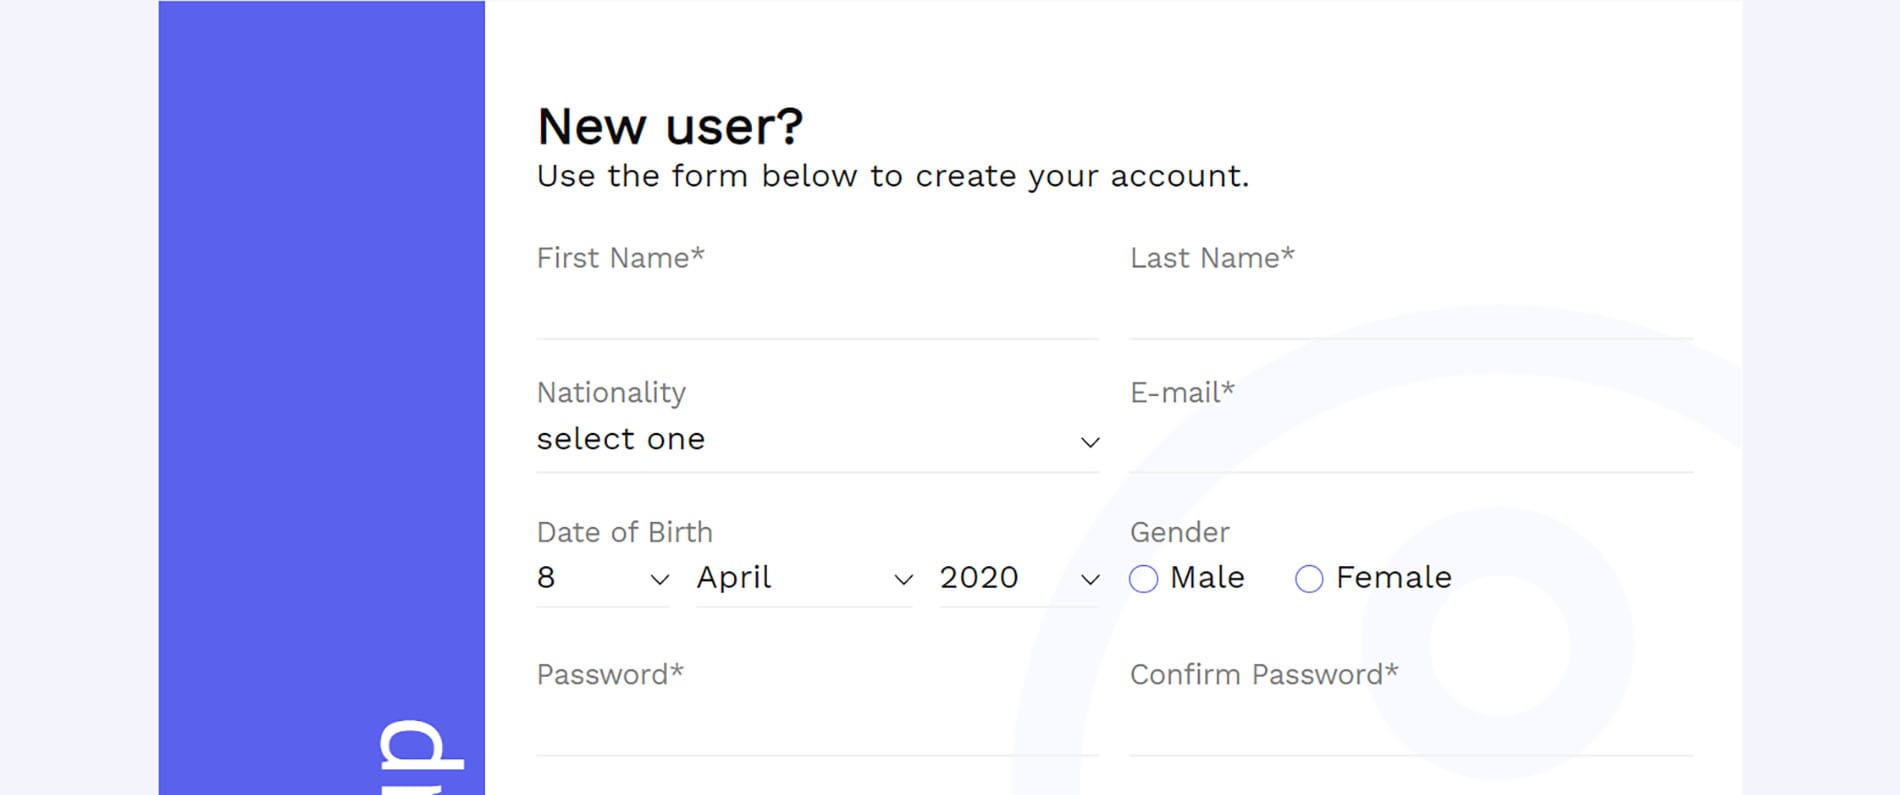 New user?
Use the form below to create your account.
First Name*
Last Name*
Nationality
select one
E-mail*
Date of Birth
8 April 2020
Gender
Male Female
Password*
Confirm Password*